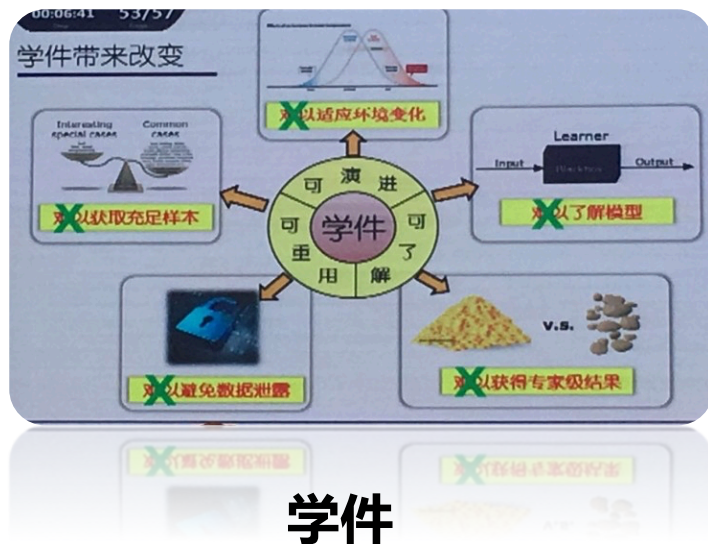 00:06:41 53/57
学件带来改变
难以适应环境变化
Interesting special cases
Common cases
难以获取充足样本
Learner
Input
Output
难以了解模型
可演进
可重用
可了解
学件
难以避免数据泄露
v.s.
难以获得专家级结果
学件